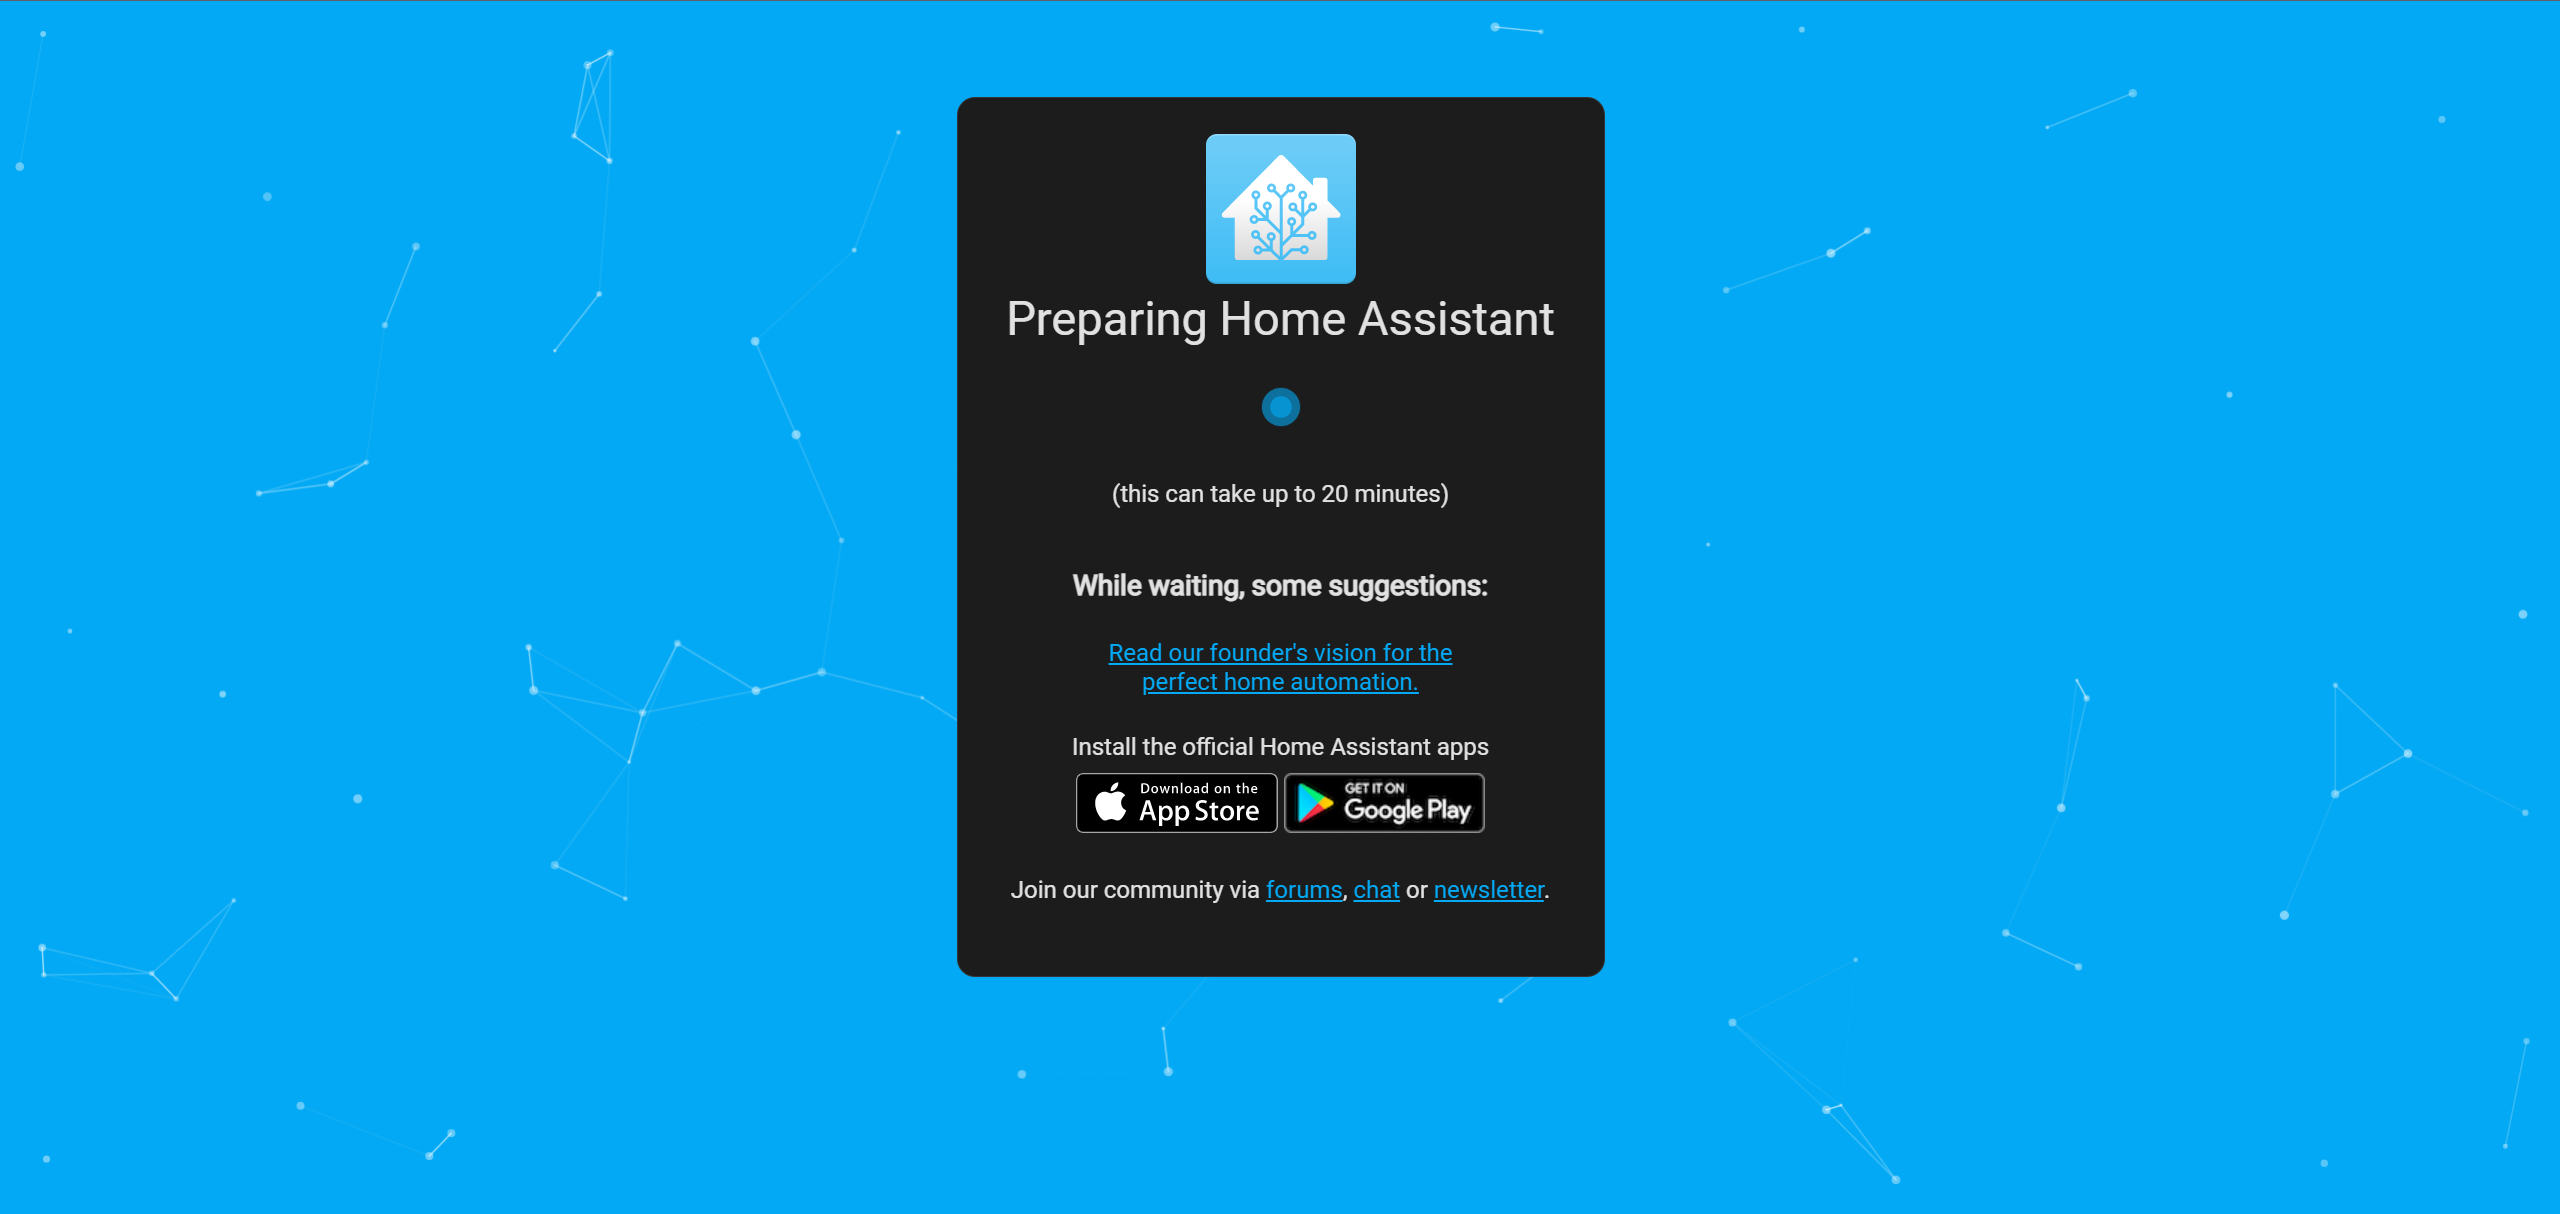 Preparing Home Assistant
(this can take up to 20 minutes)
While waiting, some suggestions:
Read our founder's vision for the
perfect home automation.
Install the official Home Assistant apps
Download on the
App Store
GET IT ON
Google Play
Join our community via forums, chat or newsletter.